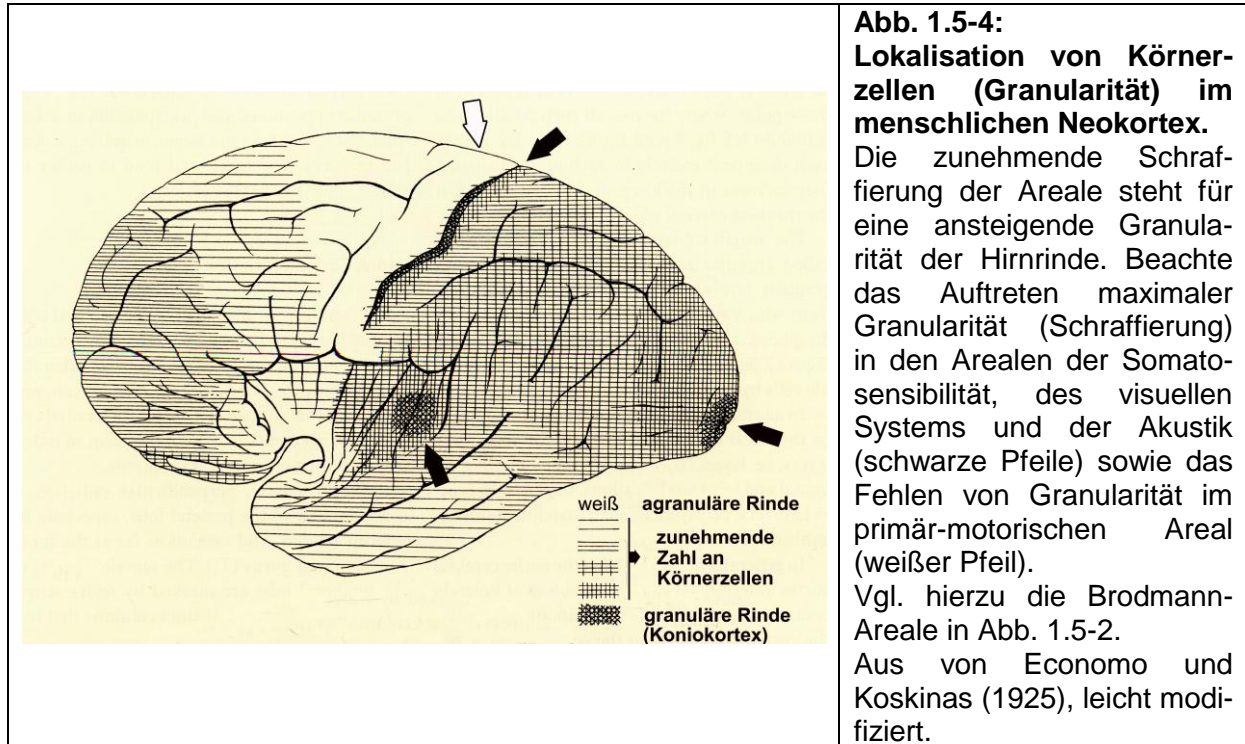 Abb. 1.5-4:
Lokalisation von Körner-
zellen (Granularität) im
menschlichen Neokortex.
Die zunehmende Schraf-
fierung der Areale steht für
eine ansteigende Granula-
rität der Hirnrinde. Beachte
das Auftreten maximaler
Granularität (Schraffierung)
in den Arealen der Somato-
sensibilität, des visuellen
Systems und der Akustik
(schwarze Pfeile) sowie das
Fehlen von Granularität im
primär-motorischen Areal
(weißer Pfeil).
Vgl. hierzu die Brodmann-
Areale in Abb. 1.5-2.
Aus von Economo und
Koskinas (1925), leicht modi-
fiziert.
weiß agranuläre Rinde
zunehmende
Zahl an
Körnerzellen
granuläre Rinde
(Koniokortex)